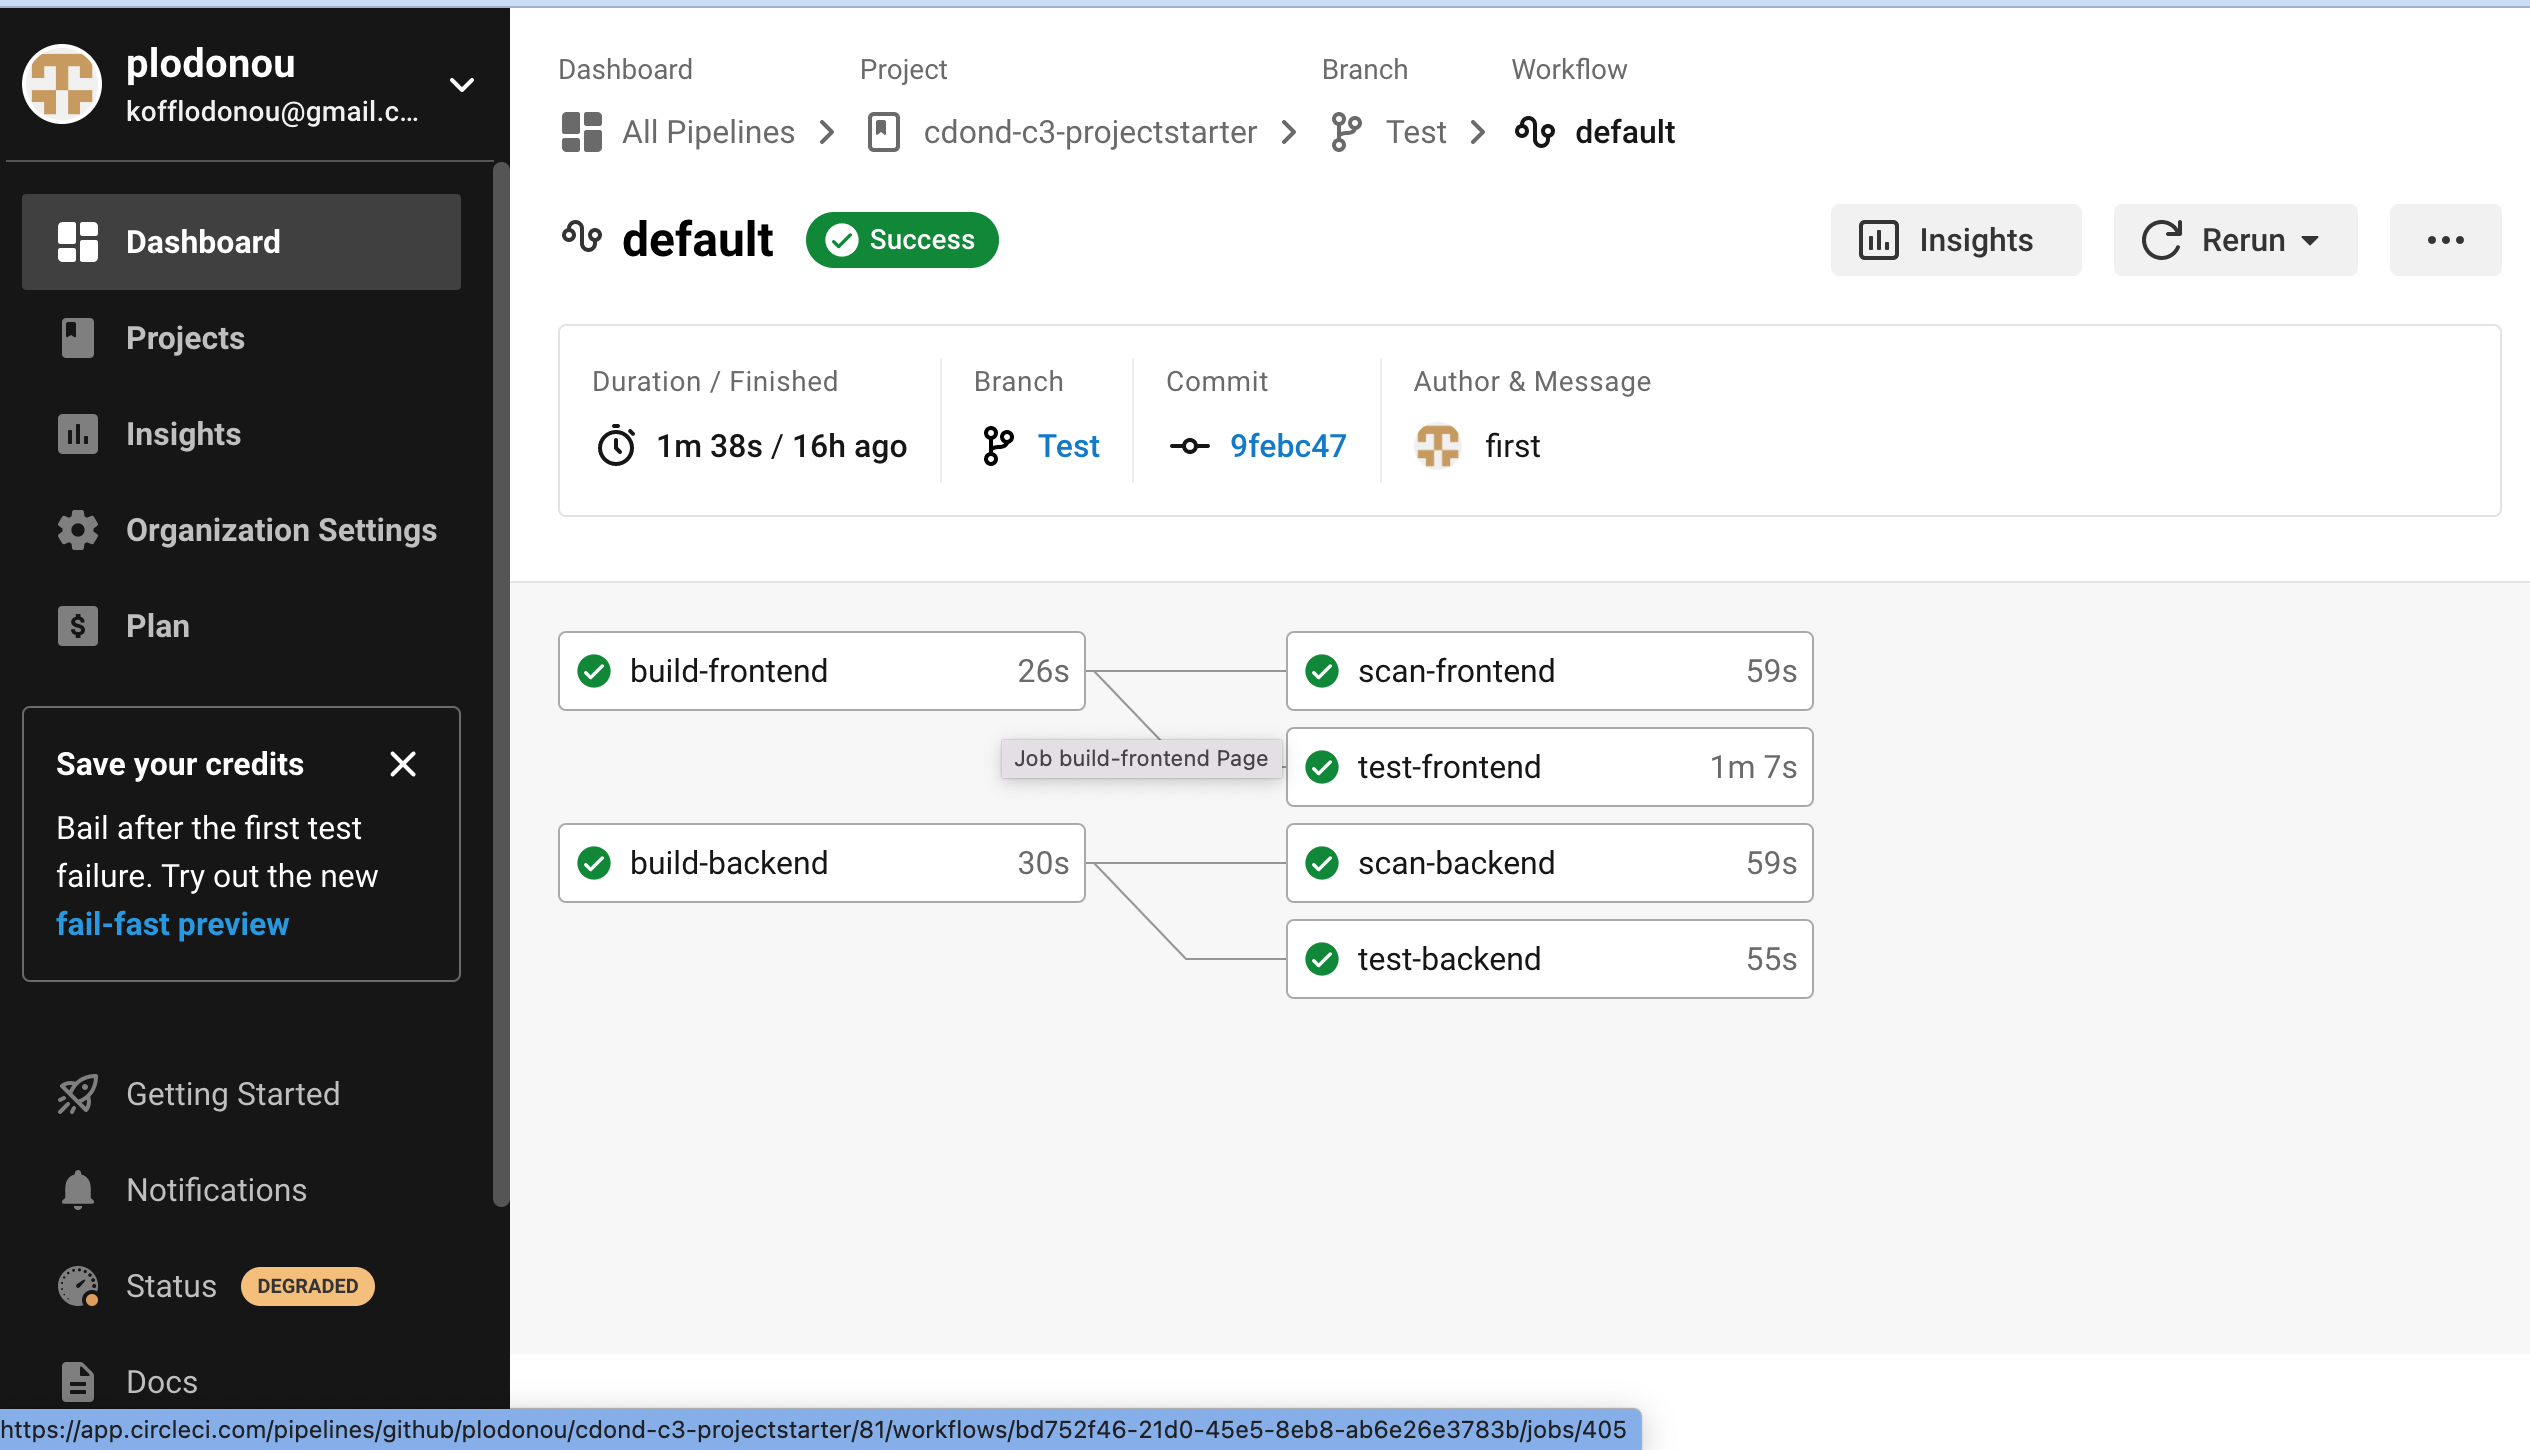 plodonou
kofflodonou@gmail.c...
Dashboard
Projects
Insights
Organization Settings
Plan
Save your credits
Bail after the first test
failure. Try out the new
fail-fast preview
Getting Started
Notifications
Status DEGRADED
Docs
Dashboard Project Branch Workflow
All Pipelines cdond-c3-projectstarter Test default
default Success Insights Rerun
Duration / Finished Branch Commit Author & Message
1m 38s / 16h ago Test 9febc47 first
build-frontend 26s scan-frontend 59s
Job build-frontend Page test-frontend 1m 7s
build-backend 30s scan-backend 59s
test-backend 55s
https://app.circleci.com/pipelines/github/plodonou/cdond-c3-projectstarter/81/workflows/bd752f46-21d0-45e5-8eb8-ab6e26e3783b/jobs/405